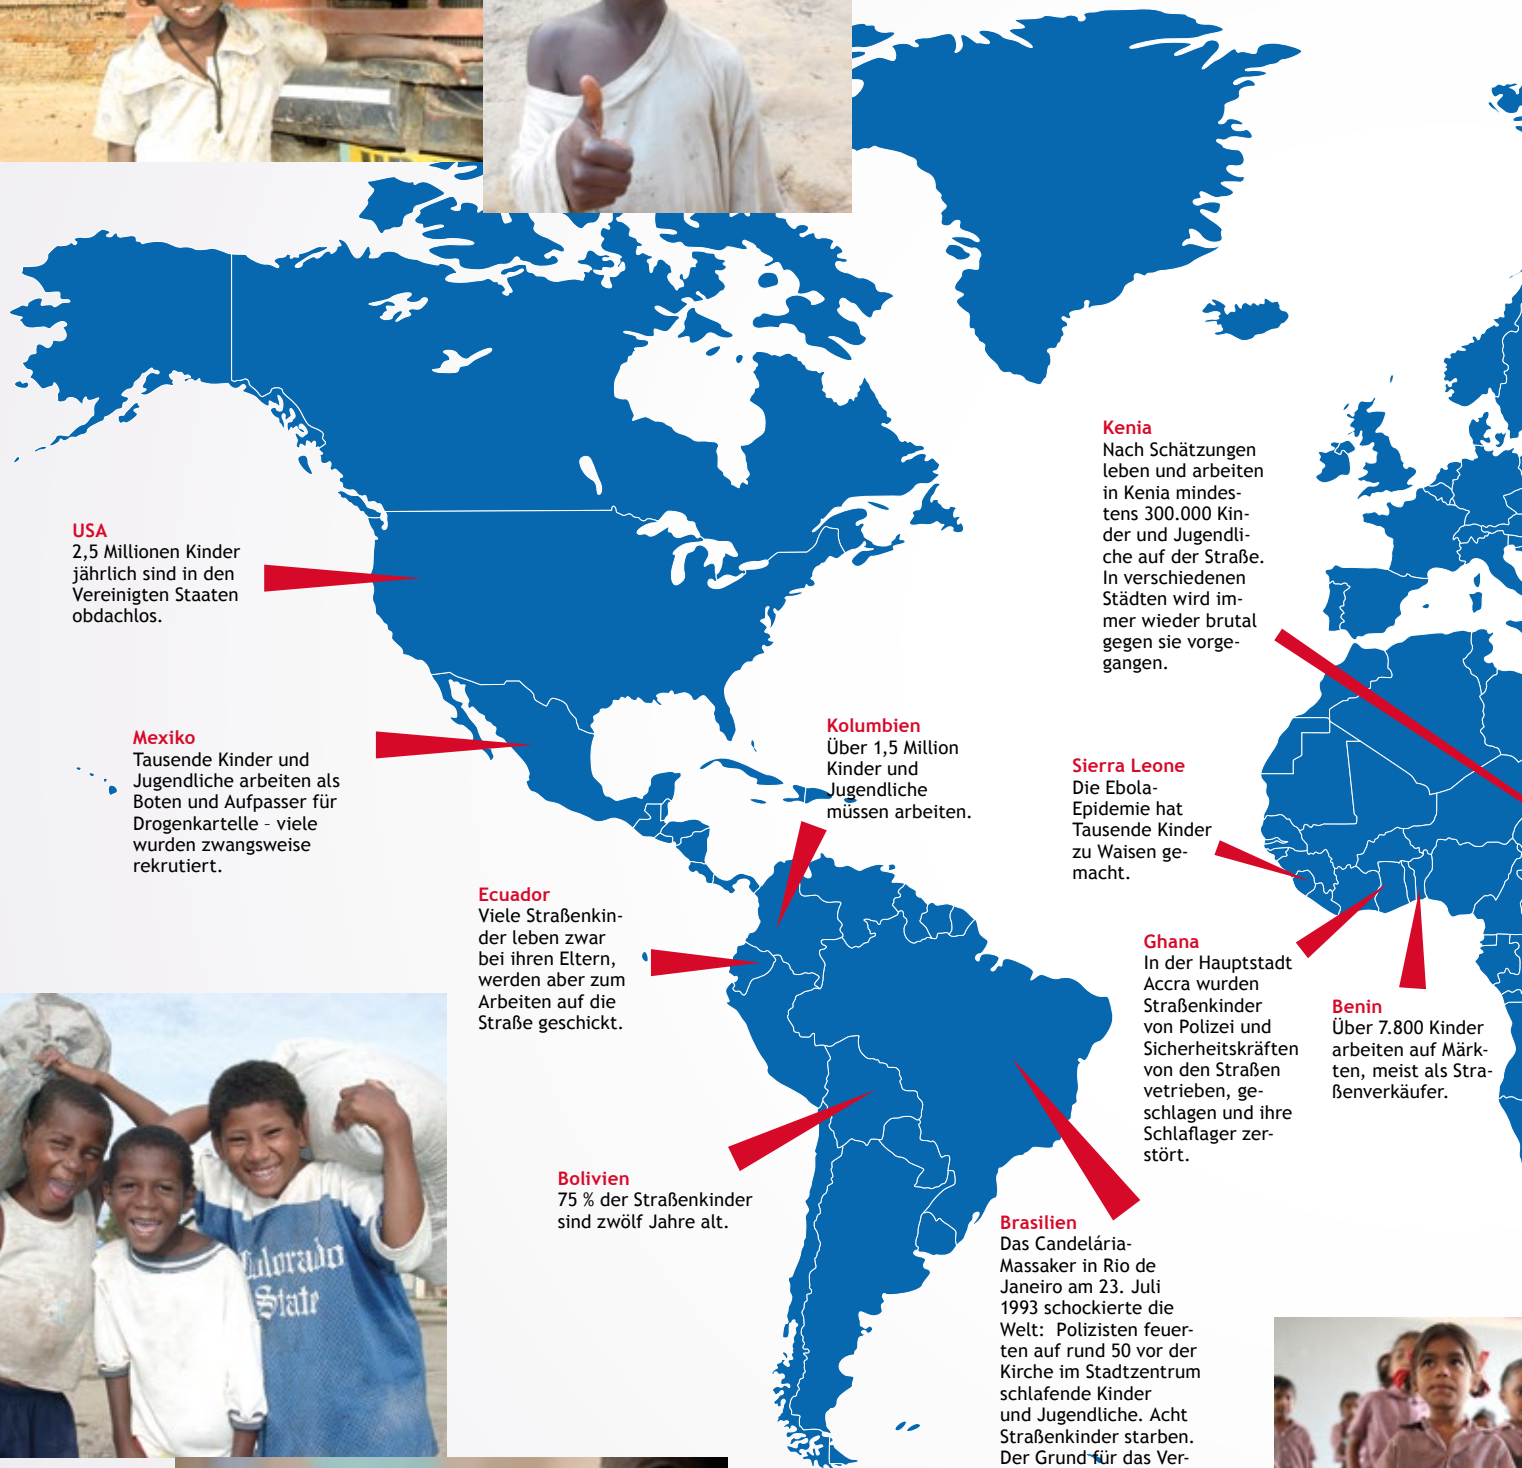 Kenia
Nach Schätzungen
leben und arbeiten
in Kenia mindes-
tens 300.000 Kin-
der und Jugendli-
che auf der Straße.
In verschiedenen
Städten wird im-
mer wieder brutal
gegen sie vorge-
gangen.
USA
2,5 Millionen Kinder
jährlich sind in den
Vereinigten Staaten
obdachlos.
Mexiko
Tausende Kinder und
Jugendliche arbeiten als
Boten und Aufpasser für
Drogenkartelle - viele
wurden zwangsweise
rekrutiert.
Kolumbien
Über 1,5 Million
Kinder und
Jugendliche
müssen arbeiten.
Sierra Leone
Die Ebola-
Epidemie hat
Tausende Kinder
zu Waisen ge-
macht.
Ecuador
Viele Straßenkin-
der leben zwar
bei ihren Eltern,
werden aber zum
Arbeiten auf die
Straße geschickt.
Ghana
In der Hauptstadt
Accra wurden
Straßenkinder
von Polizei und
Sicherheitskräften
von den Straßen
vetrieben, ge-
schlagen und ihre
Schlaflager zer-
stört.
Benin
Über 7.800 Kinder
arbeiten auf Märk-
ten, meist als Stra-
ßenverkäufer.
Bolivien
75 % der Straßenkinder
sind zwölf Jahre alt.
Brasilien
Das Candelária-
Massaker in Rio de
Janeiro am 23. Juli
1993 schockierte die
Welt: Polizisten feuer-
ten auf rund 50 vor der
Kirche im Stadtzentrum
schlafende Kinder
und Jugendliche. Acht
Straßenkinder starben.
Der Grund für das Ver-
Colorado
State